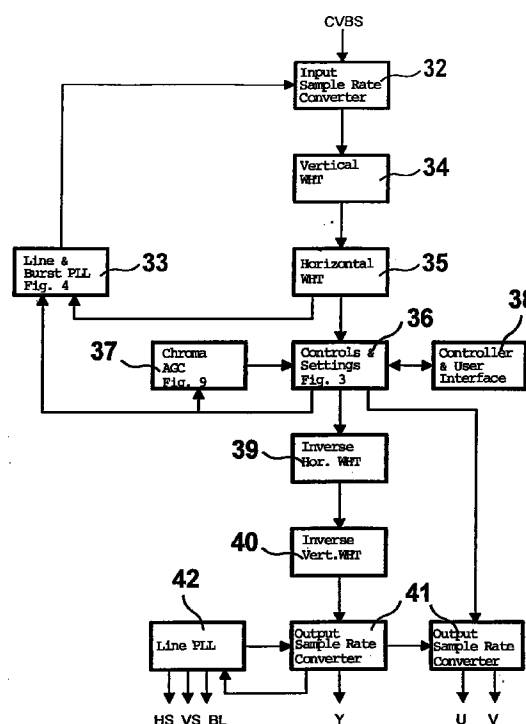 CVBS
Input
Sample Rate
Converter
32
Vertical
WHT
34
Line &
Burst PLL
Fig. 4
33
Horizontal
WHT
35
36
38
37
Chroma
AGC
Fig. 9
Controls &
Settings
Fig. 3
Controller
& User
Interface
39
Inverse
Hor. WHT
40
Inverse
Vert.WHT
42
41
Line PLL
Output
Sample Rate
Converter
Output
Sample Rate
Converter
HS VS BL
Y
U V